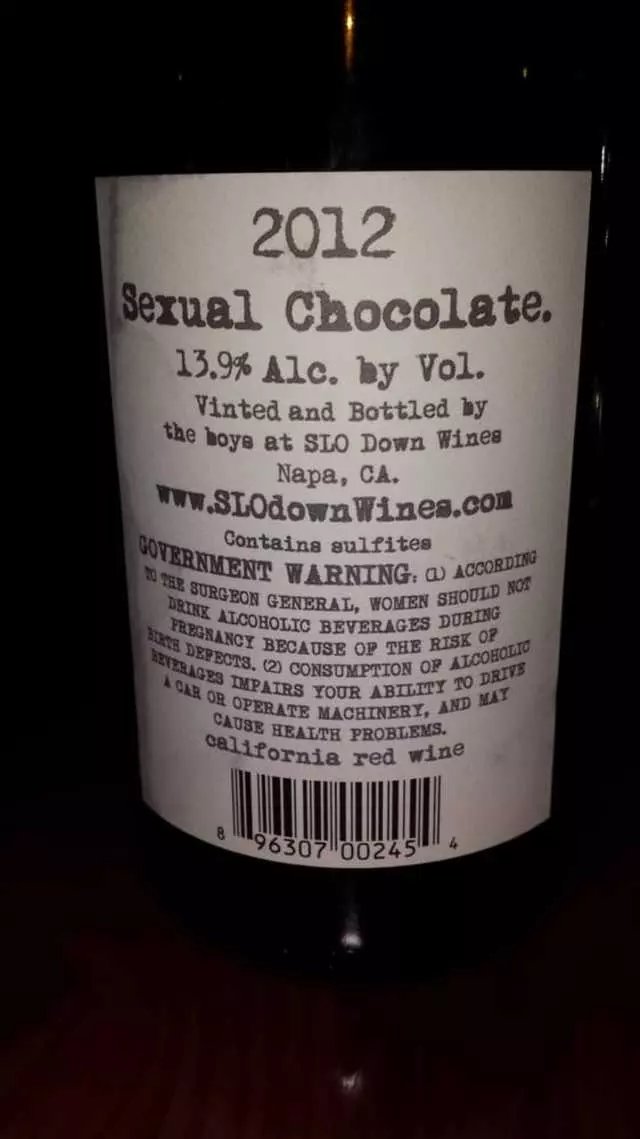 2012
Sexual Chocolate.
13.9% Alc. by Vol.
Vinted and Bottled by
the boys at SLO Down Wines
Napa, CA.
www.SLOdownWines.com
Contains sulfites
GOVERNMENT WARNING: (1) ACCORDING
TO THE SURGEON GENERAL, WOMEN SHOULD NOT
DRINK ALCOHOLIC BEVERAGES DURING
PREGNANCY BECAUSE OF THE RISK OF
BIRTH DEFECTS. (2) CONSUMPTION OF ALCOHOLIC
BEVERAGES IMPAIRS YOUR ABILITY TO DRIVE
A CAR OR OPERATE MACHINERY, AND MAY
CAUSE HEALTH PROBLEMS.
california red wine
8 96307 00245 4